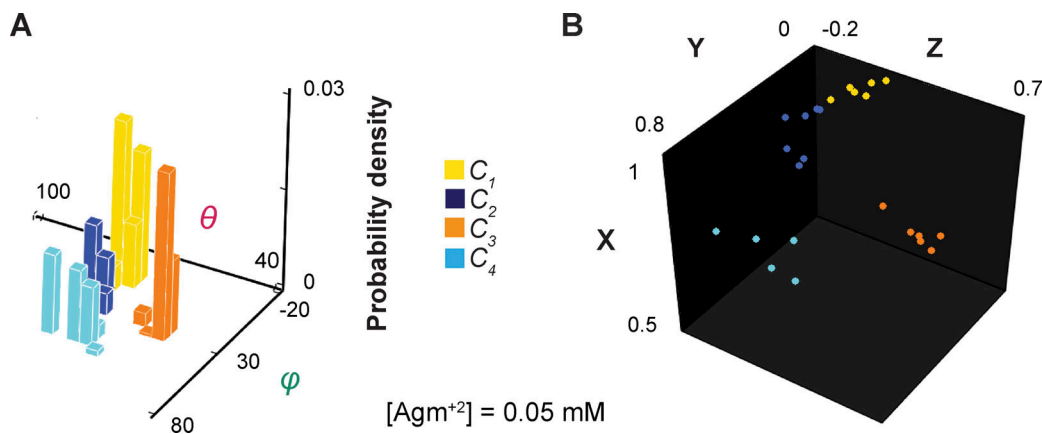 A
0.03
100
θ
40
0
-20
30
φ
80
Probability density
C₁
C₂
C₃
C₄
[Agm⁺²] = 0.05 mM
B
Y
0
-0.2
Z
0.7
0.8
1
X
0.5